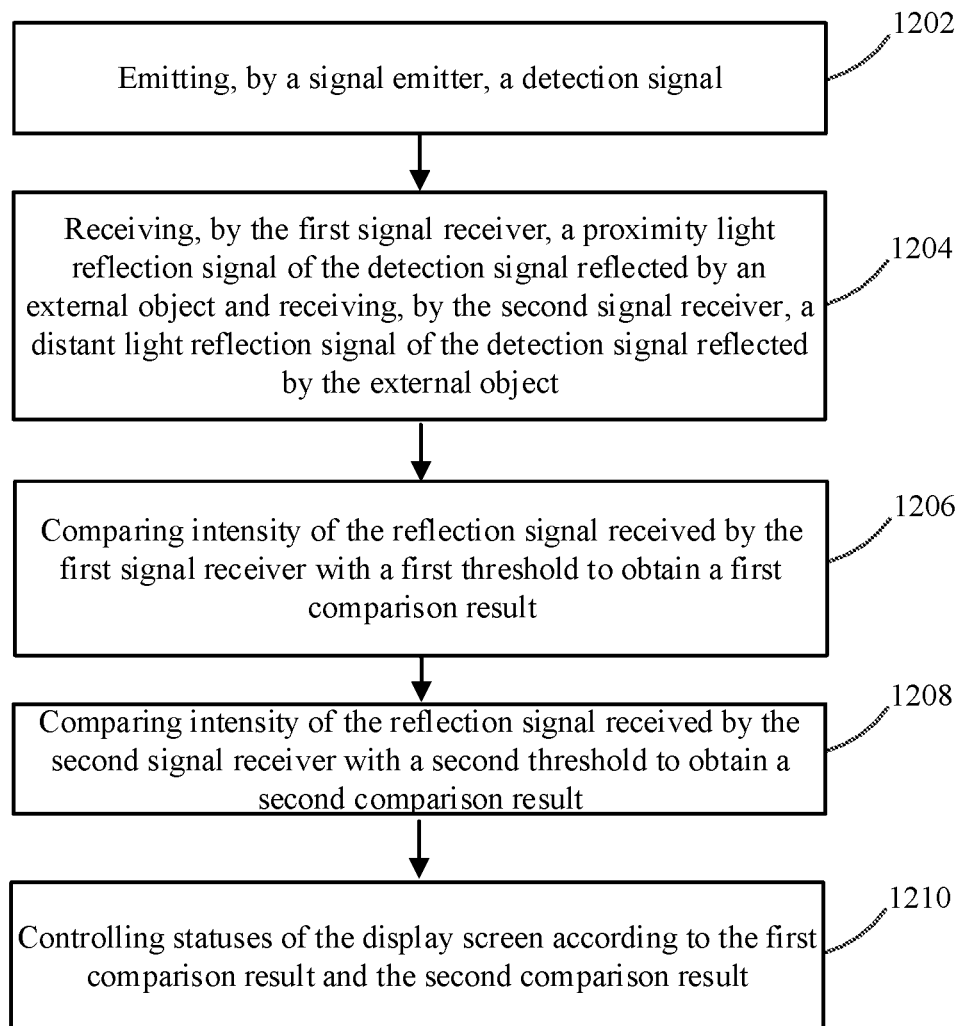 1202
Emitting, by a signal emitter, a detection signal
Receiving, by the first signal receiver, a proximity light
reflection signal of the detection signal reflected by an
external object and receiving, by the second signal receiver, a
distant light reflection signal of the detection signal reflected
by the external object
1204
Comparing intensity of the reflection signal received by the
first signal receiver with a first threshold to obtain a first
comparison result
1206
Comparing intensity of the reflection signal received by the
second signal receiver with a second threshold to obtain a
second comparison result
1208
Controlling statuses of the display screen according to the first
comparison result and the second comparison result
1210